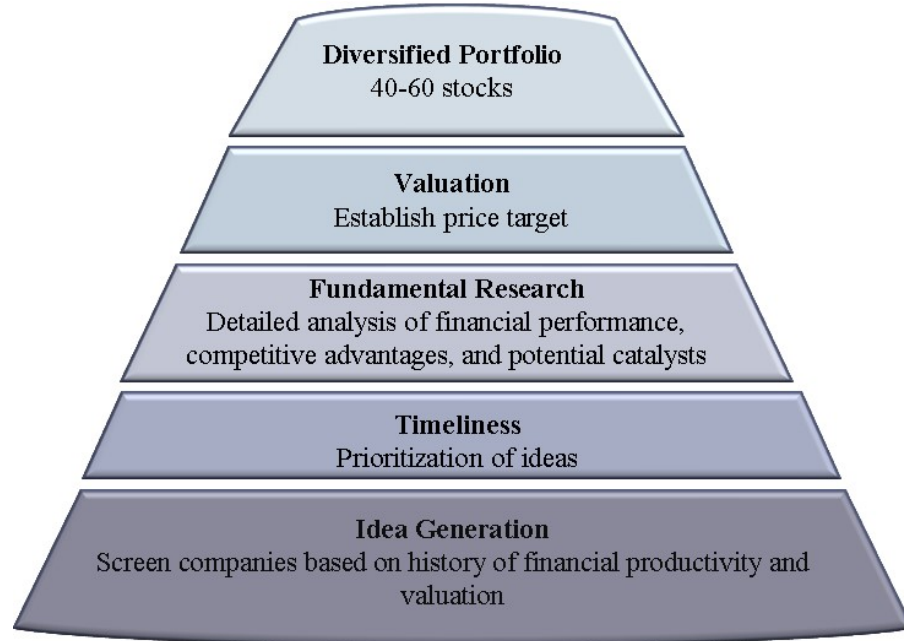 Diversified Portfolio
40-60 stocks
Valuation
Establish price target
Fundamental Research
Detailed analysis of financial performance,
competitive advantages, and potential catalysts
Timeliness
Prioritization of ideas
Idea Generation
Screen companies based on history of financial productivity and
valuation